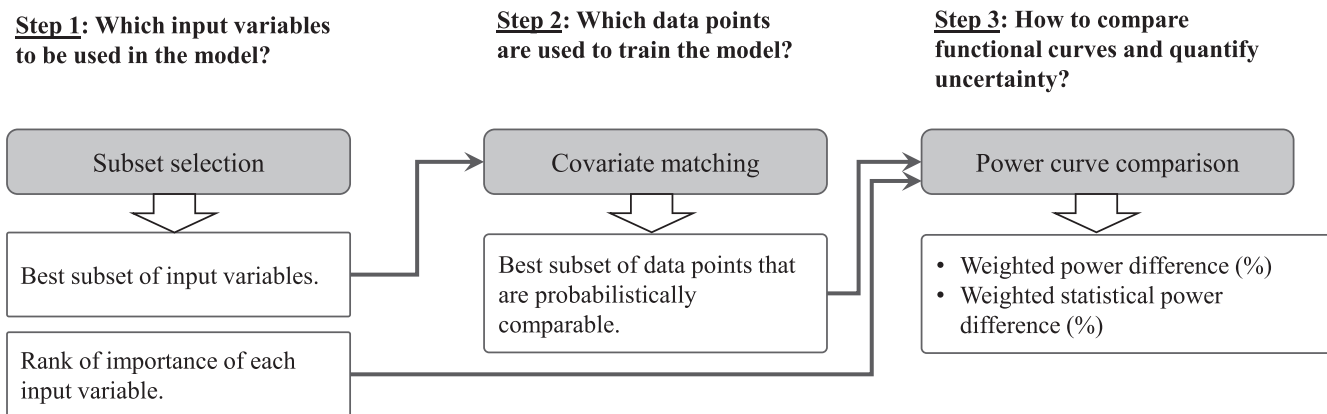 Step 1: Which input variables
to be used in the model?
Step 2: Which data points
are used to train the model?
Step 3: How to compare
functional curves and quantify
uncertainty?
Subset selection
Covariate matching
Power curve comparison
Best subset of input variables.
Rank of importance of each
input variable.
Best subset of data points that
are probabilistically
comparable.
• Weighted power difference (%)
• Weighted statistical power
difference (%)